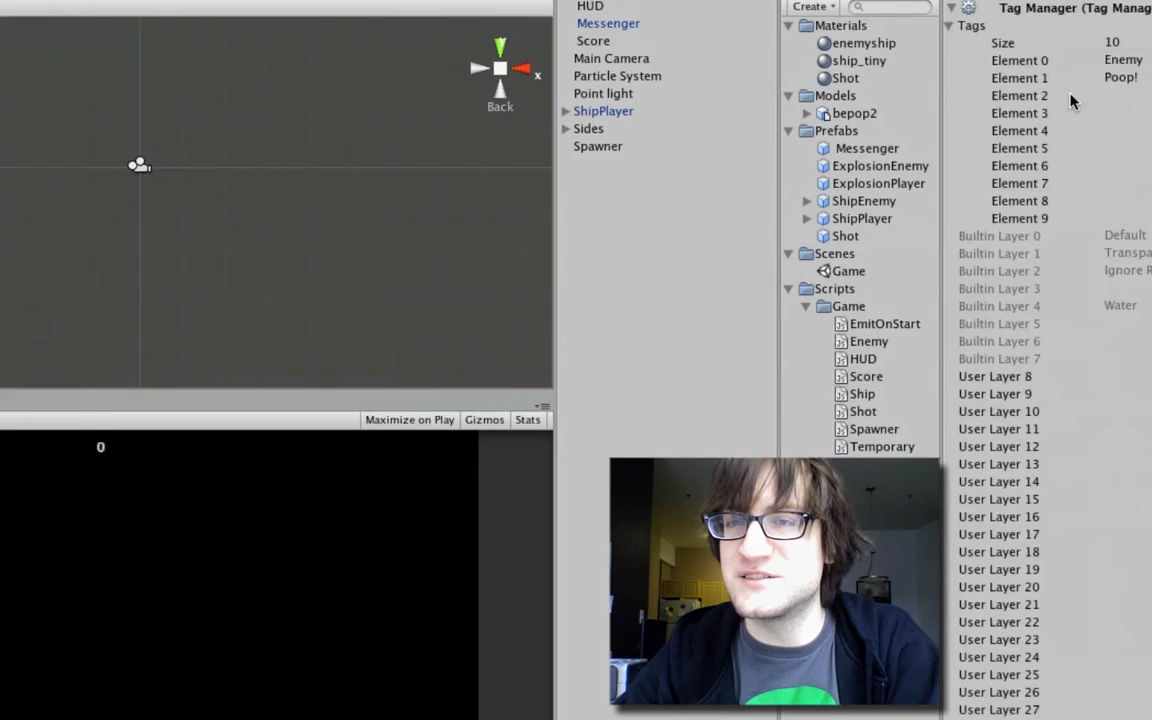 x
Back
Maximize on Play
Gizmos
Stats
0
HUD
Messenger
Score
Main Camera
Particle System
Point light
ShipPlayer
Sides
Spawner
Create
Materials
enemyship
ship_tiny
Shot
Models
bepop2
Prefabs
Messenger
ExplosionEnemy
ExplosionPlayer
ShipEnemy
ShipPlayer
Shot
Scenes
Game
Scripts
Game
EmitOnStart
Enemy
HUD
Score
Ship
Shot
Spawner
Temporary
Tag Manager (Tag Manag
Tags
Size 10
Element 0 Enemy
Element 1 Poop!
Element 2
Element 3
Element 4
Element 5
Element 6
Element 7
Element 8
Element 9
Builtin Layer 0 Default
Builtin Layer 1 Transpa
Builtin Layer 2 Ignore R
Builtin Layer 3
Builtin Layer 4 Water
Builtin Layer 5
Builtin Layer 6
Builtin Layer 7
User Layer 8
User Layer 9
User Layer 10
User Layer 11
User Layer 12
User Layer 13
User Layer 14
User Layer 15
User Layer 16
User Layer 17
User Layer 18
User Layer 19
User Layer 20
User Layer 21
User Layer 22
User Layer 23
User Layer 24
User Layer 25
User Layer 26
User Layer 27